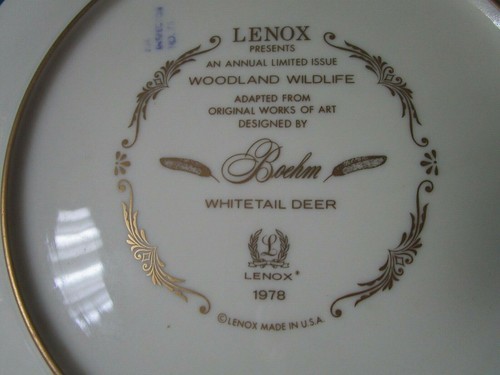 LENOX
PRESENTS
AN ANNUAL LIMITED ISSUE
WOODLAND WILDLIFE
ADAPTED FROM
ORIGINAL WORKS OF ART
DESIGNED BY
Boehm
WHITETAIL DEER
L
LENOX®
1978
©LENOX MADE IN U.S.A.